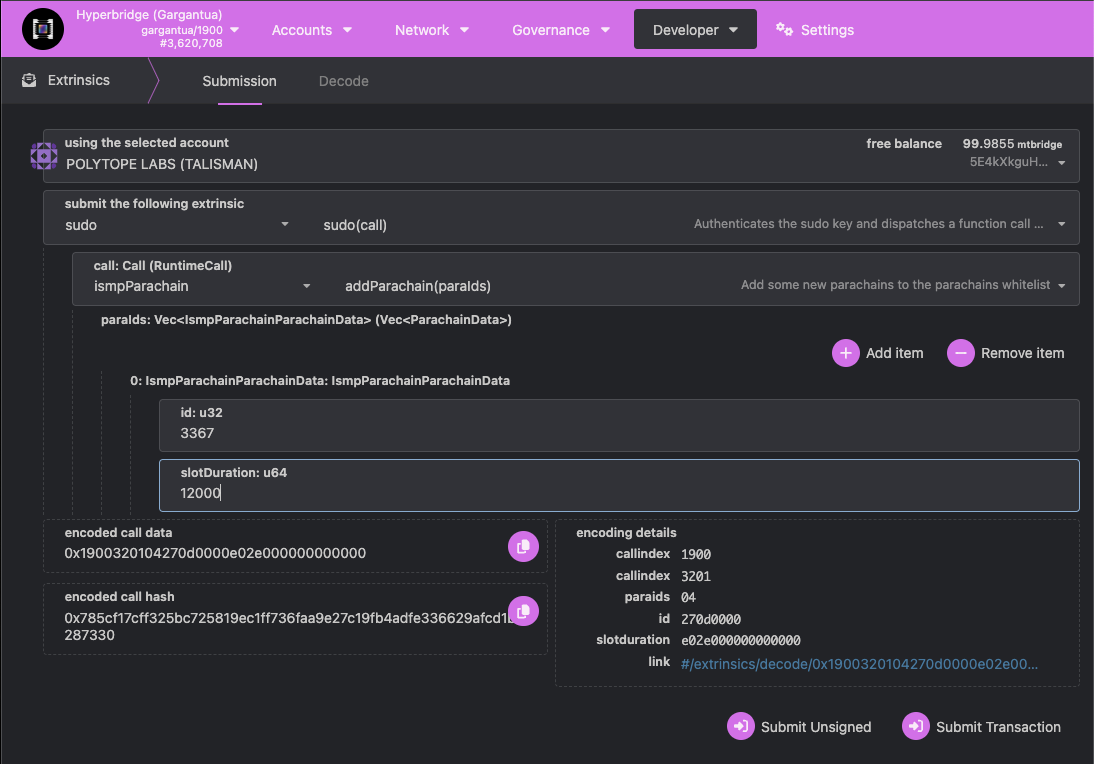 Hyperbridge (Gargantua)
gargantua/1900
#3,620,708
Accounts
Network
Governance
Developer
Settings
Extrinsics
Submission
Decode
using the selected account
POLYTOPE LABS (TALISMAN)
free balance
99.9855 mtbridge
5E4kXkguH...
submit the following extrinsic
sudo
sudo(call)
Authenticates the sudo key and dispatches a function call ...
call: Call (RuntimeCall)
ismpParachain
addParachain(paraIds)
Add some new parachains to the parachains whitelist
paraIds: Vec<IsmpParachainParachainData> (Vec<ParachainData>)
Add item
Remove item
0: IsmpParachainParachainData: IsmpParachainParachainData
id: u32
3367
slotDuration: u64
12000
encoded call data
0x1900320104270d0000e02e000000000000
encoded call hash
0x785cf17cff325bc725819ec1ff736faa9e27c19fb4adfe336629afcd1b
287330
encoding details
callindex 1900
callindex 3201
paraids 04
id 270d0000
slotduration e02e000000000000
link #/extrinsics/decode/0x1900320104270d0000e02e00...
Submit Unsigned
Submit Transaction